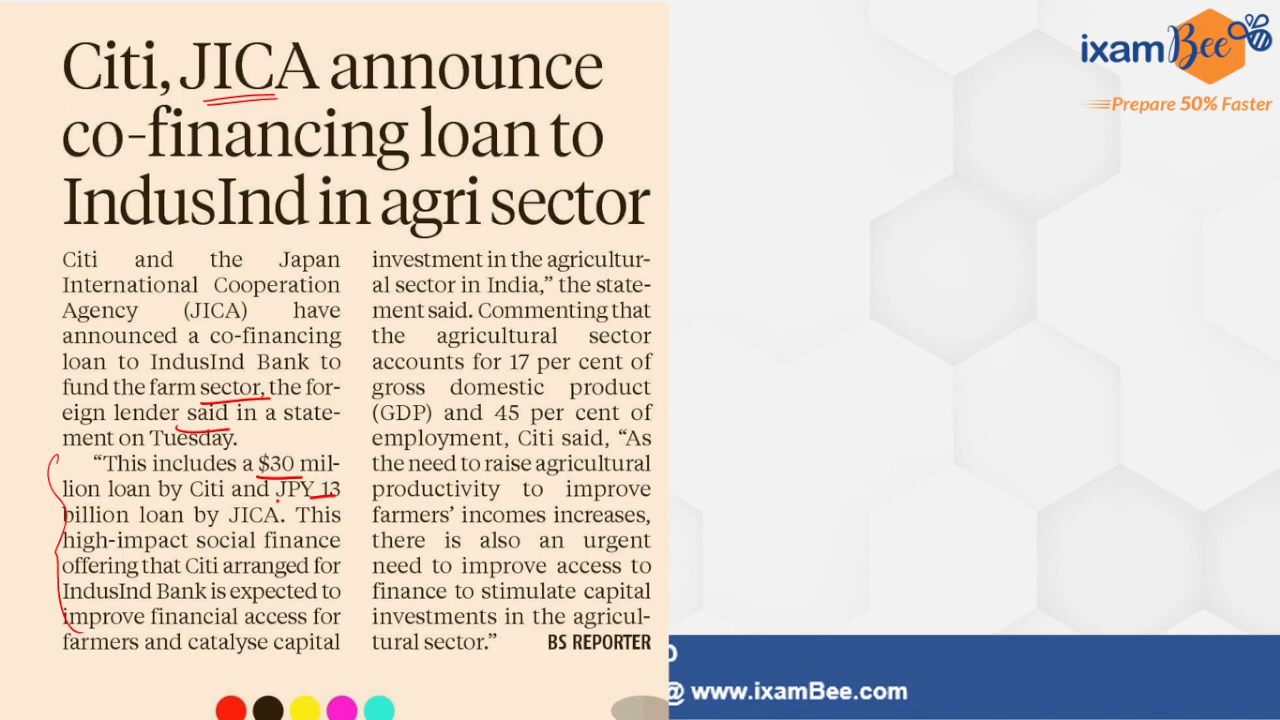 Citi, JICA announce
co-financing loan to
IndusInd in agri sector
Citi and the Japan
International Cooperation
Agency (JICA) have
announced a co-financing
loan to IndusInd Bank to
fund the farm sector, the for-
eign lender said in a state-
ment on Tuesday.
“This includes a $30 mil-
lion loan by Citi and JPY 13
billion loan by JICA. This
high-impact social finance
offering that Citi arranged for
IndusInd Bank is expected to
improve financial access for
farmers and catalyse capital
investment in the agricultur-
al sector in India,” the state-
ment said. Commenting that
the agricultural sector
accounts for 17 per cent of
gross domestic product
(GDP) and 45 per cent of
employment, Citi said, “As
the need to raise agricultural
productivity to improve
farmers’ incomes increases,
there is also an urgent
need to improve access to
finance to stimulate capital
investments in the agricul-
tural sector.” BS REPORTER
ixamBee
Prepare 50% Faster
@ www.ixamBee.com